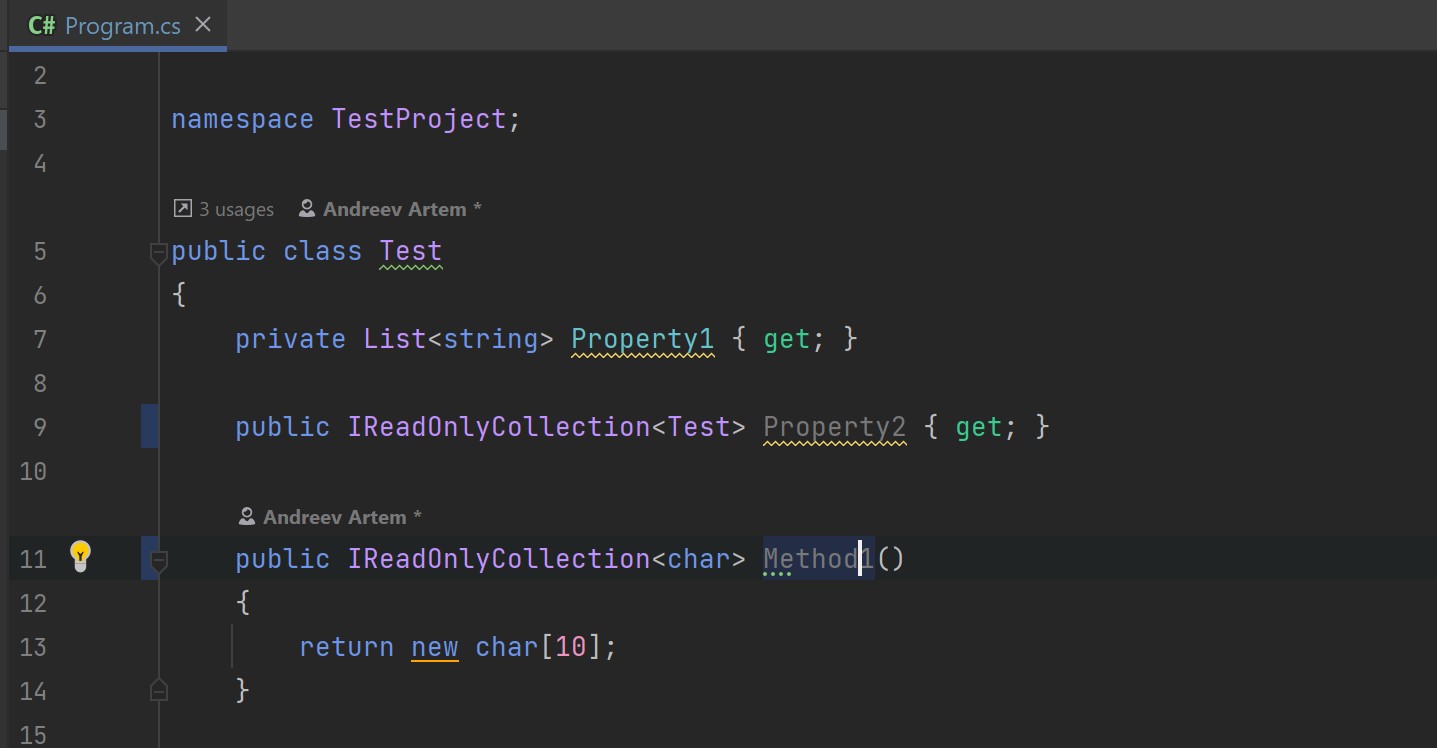 C# Program.cs
2
3 namespace TestProject;
4
3 usages Andreev Artem *
5 public class Test
6 {
7 private List<string> Property1 { get; }
8
9 public IReadOnlyCollection<Test> Property2 { get; }
10
Andreev Artem *
11 public IReadOnlyCollection<char> Method1()
12 {
13 return new char[10];
14 }
15